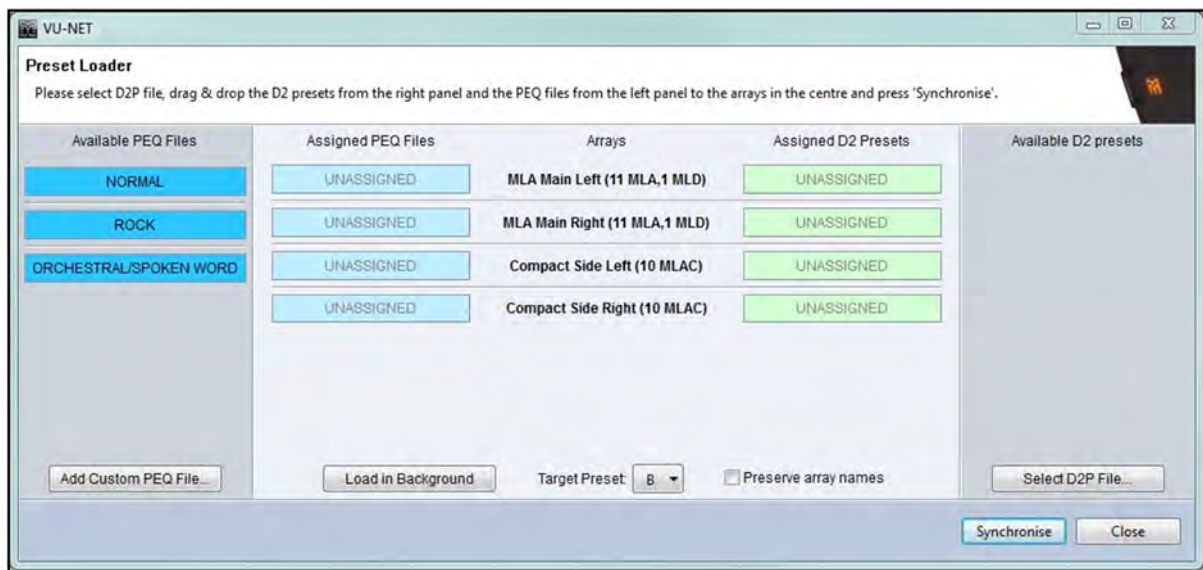 VU-NET
Preset Loader
Please select D2P file, drag & drop the D2 presets from the right panel and the PEQ files from the left panel to the arrays in the centre and press 'Synchronise'.
Available PEQ Files Assigned PEQ Files Arrays Assigned D2 Presets Available D2 presets
NORMAL UNASSIGNED MLA Main Left (11 MLA,1 MLD) UNASSIGNED
ROCK UNASSIGNED MLA Main Right (11 MLA,1 MLD) UNASSIGNED
ORCHESTRAL/SPOKEN WORD UNASSIGNED Compact Side Left (10 MLAC) UNASSIGNED
UNASSIGNED Compact Side Right (10 MLAC) UNASSIGNED
Add Custom PEQ File... Load in Background Target Preset: B Preserve array names Select D2P File...
Synchronise Close